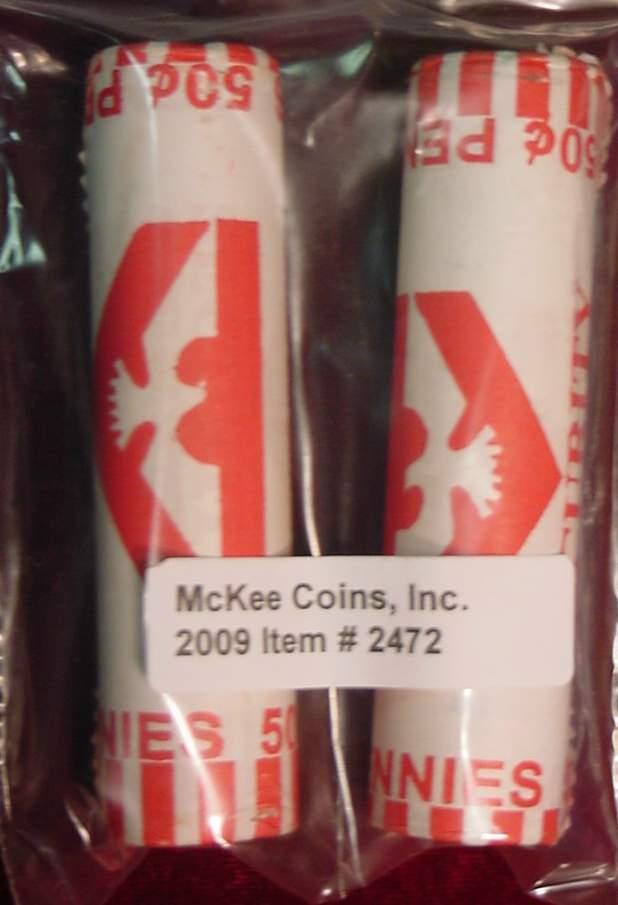 50¢ PE
50¢ PE
McKee Coins, Inc.
2009 Item # 2472
NIES 50
NNIES